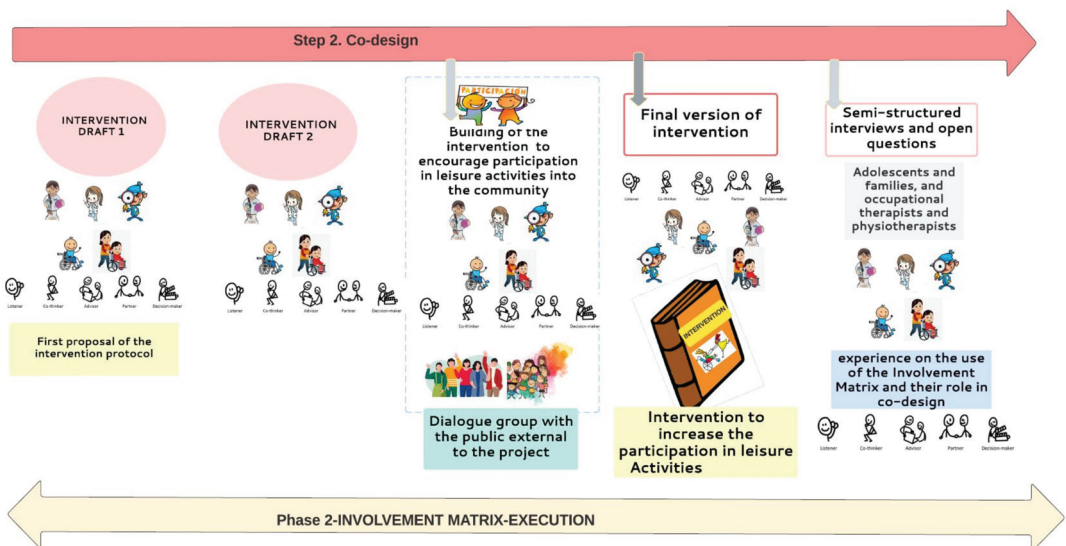 Step 2. Co-design
INTERVENTION
DRAFT 1
Listener
Co-thinker
Advisor
Partner
Decision-maker
First proposal of the
intervention protocol
INTERVENTION
DRAFT 2
Listener
Co-thinker
Advisor
Partner
Decision-maker
PARTICIPACIÓN
Building of the
intervention to
encourage participation
in leisure activities into
the community
Listener
Co-thinker
Advisor
Partner
Decision-maker
Dialogue group with
the public external
to the project
Final version of
intervention
Listener
Co-thinker
Advisor
Partner
Decision-maker
INTERVENTION
Intervention to
increase the
participation in leisure
Activities
Semi-structured
interviews and open
questions
Adolescents and
families, and
occupational
therapists and
physiotherapists
experience on the use
of the Involvement
Matrix and their role in
co-design
Listener
Co-thinker
Advisor
Partner
Decision-maker
Phase 2-INVOLVEMENT MATRIX-EXECUTION